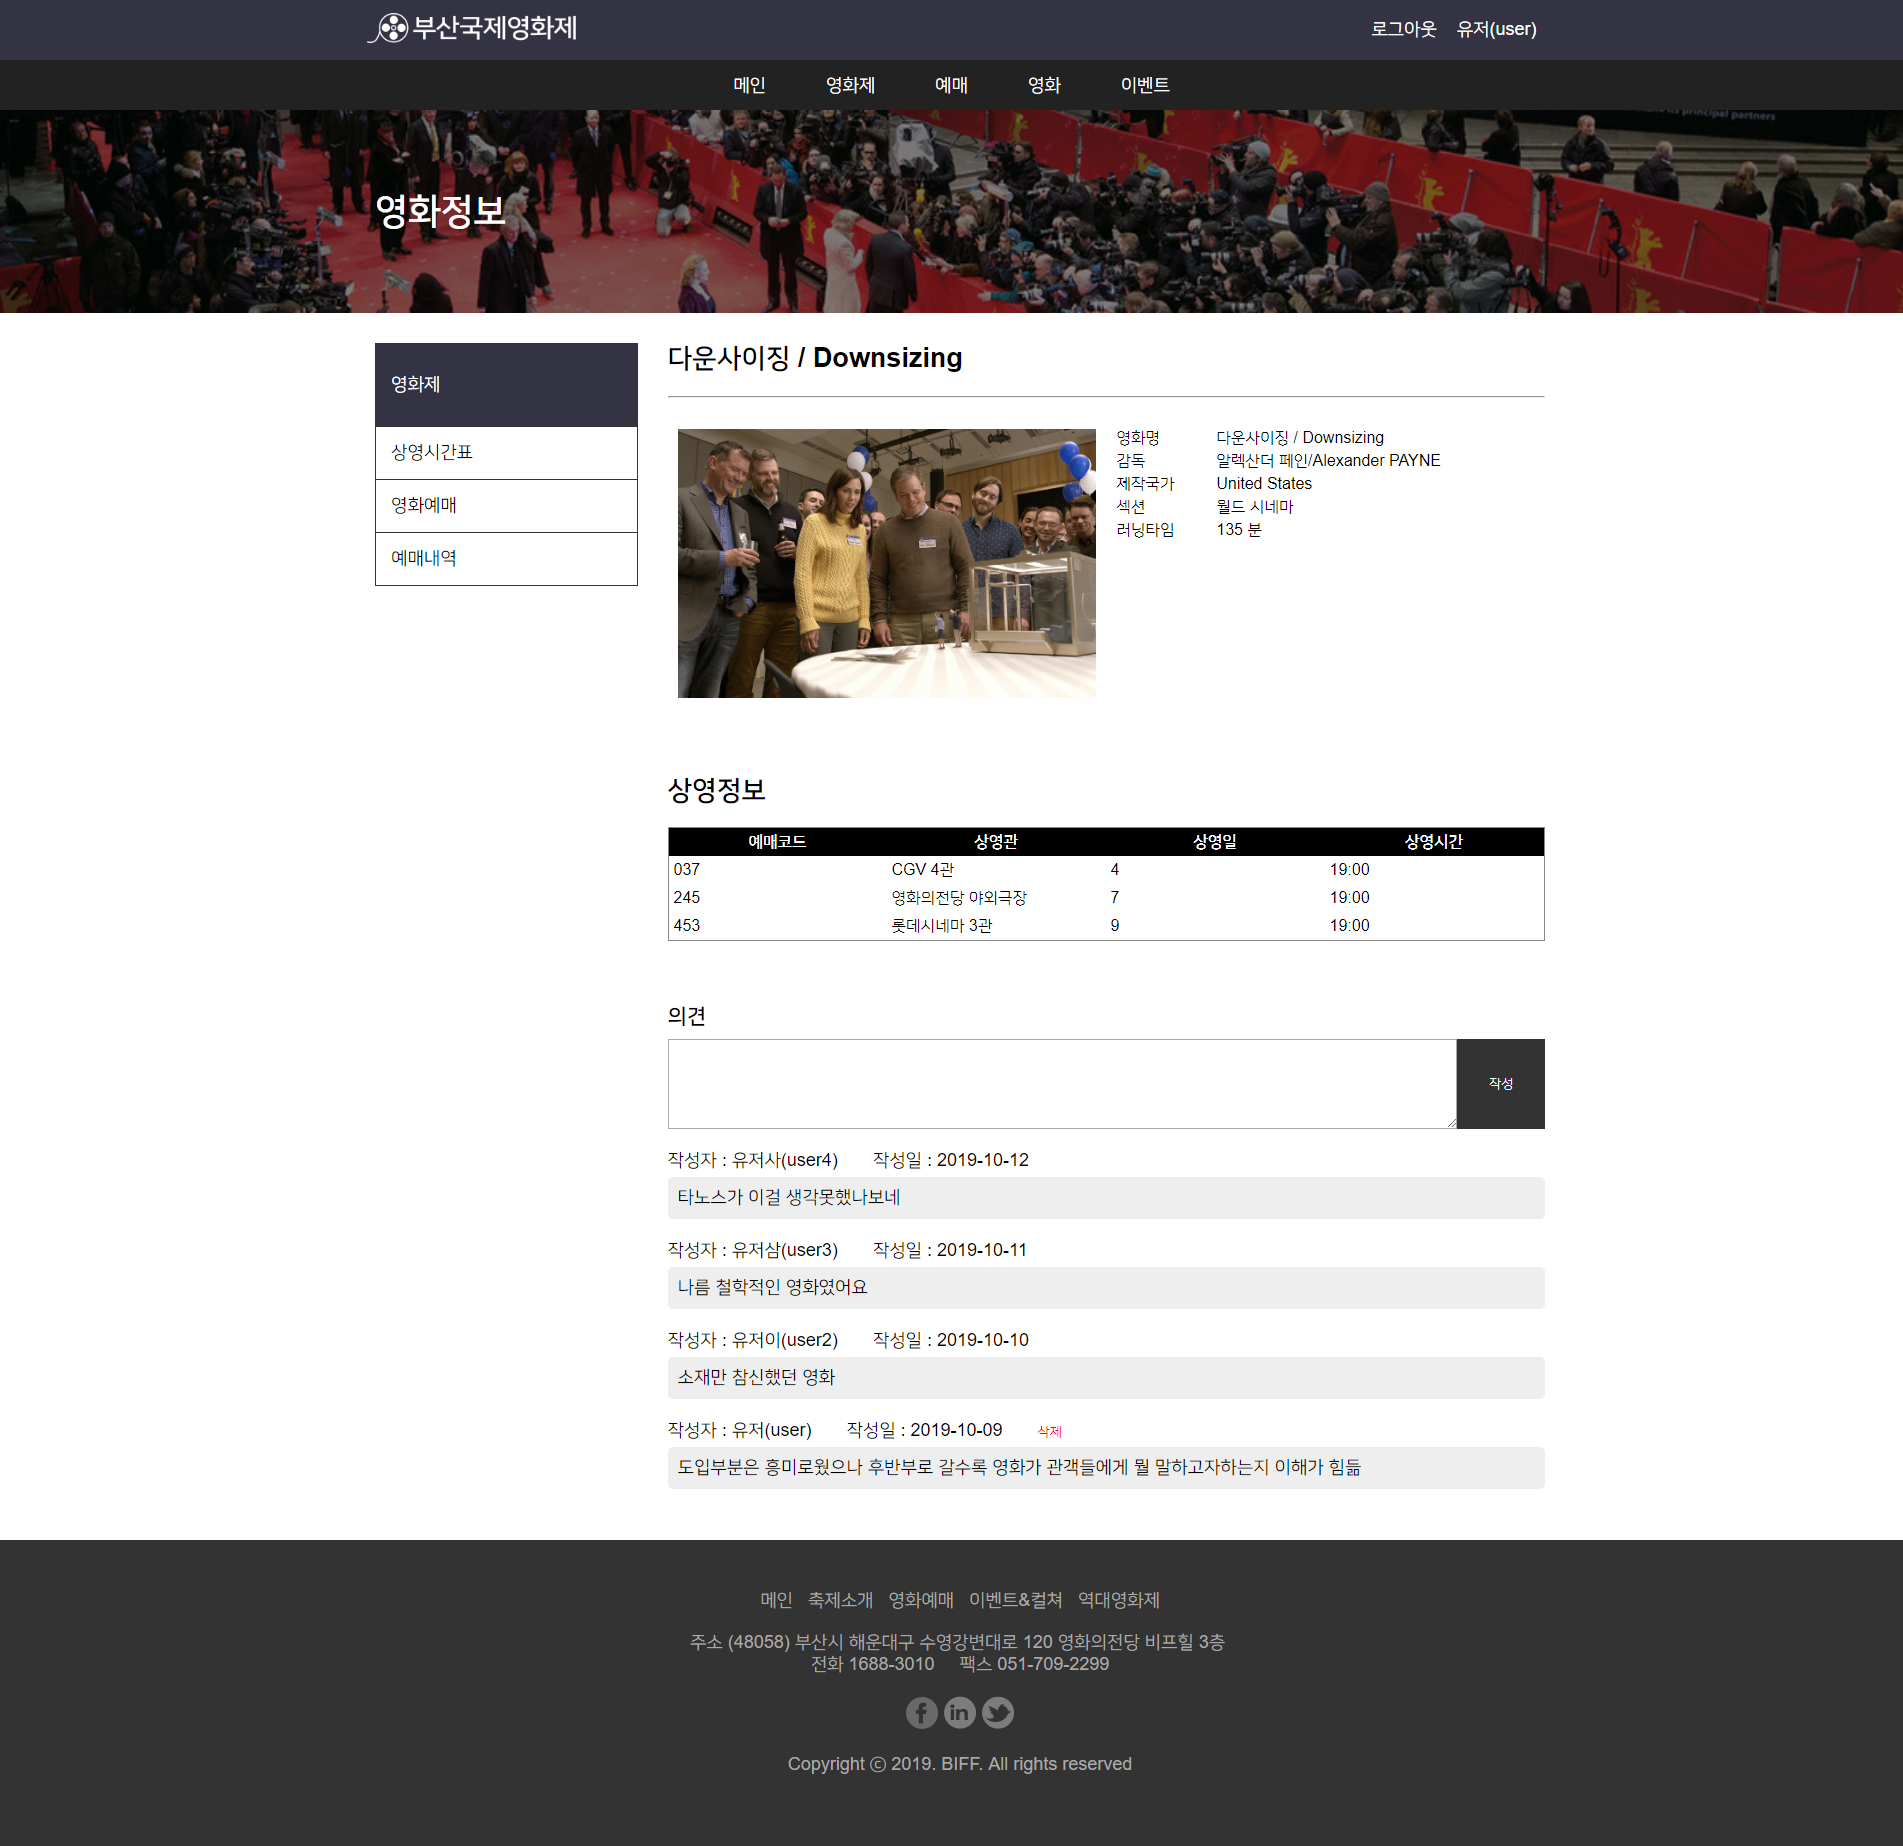 부산국제영화제
로그아웃 유저(user)
메인 영화제 예매 영화 이벤트
principal partners
영화정보
영화제
상영시간표
영화예매
예매내역
다운사이징 / Downsizing
영화명 다운사이징 / Downsizing
감독 알렉산더 페인/Alexander PAYNE
제작국가 United States
섹션 월드 시네마
러닝타임 135 분
상영정보
예매코드 상영관 상영일 상영시간
037 CGV 4관 4 19:00
245 영화의전당 야외극장 7 19:00
453 롯데시네마 3관 9 19:00
의견
작성
작성자 : 유저사(user4) 작성일 : 2019-10-12
타노스가 이걸 생각못했나보네
작성자 : 유저삼(user3) 작성일 : 2019-10-11
나름 철학적인 영화였어요
작성자 : 유저이(user2) 작성일 : 2019-10-10
소재만 참신했던 영화
작성자 : 유저(user) 작성일 : 2019-10-09 삭제
도입부분은 흥미로웠으나 후반부로 갈수록 영화가 관객들에게 뭘 말하고자하는지 이해가 힘듦
메인 축제소개 영화예매 이벤트&컬쳐 역대영화제
주소 (48058) 부산시 해운대구 수영강변대로 120 영화의전당 비프힐 3층
전화 1688-3010 팩스 051-709-2299
f in
Copyright ⓒ 2019. BIFF. All rights reserved